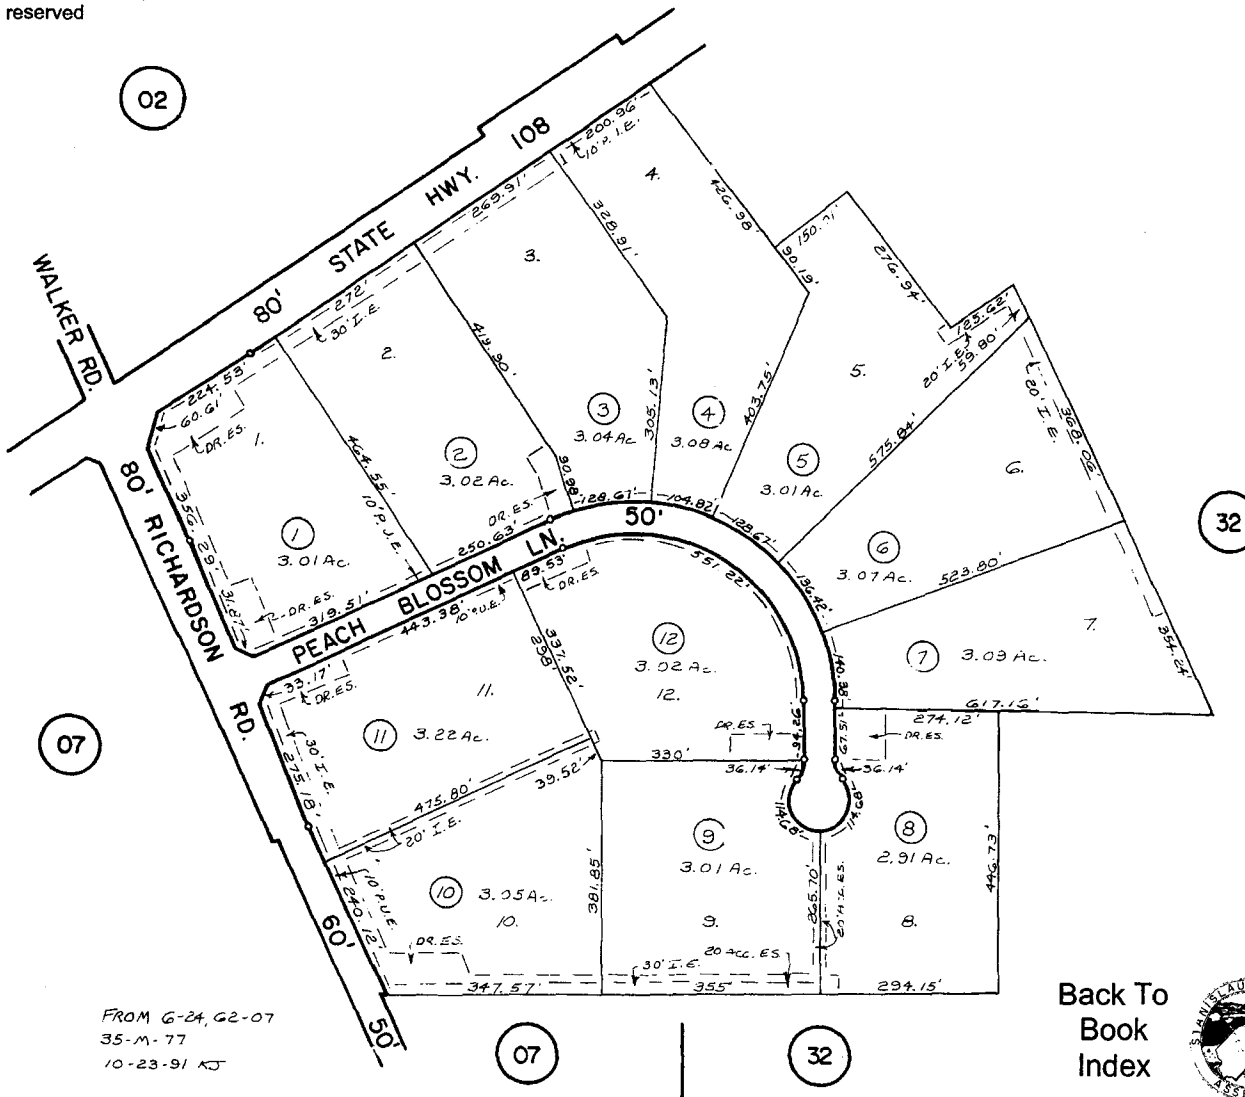 reserved
02
WALKER RD.
80' STATE HWY. 108
224.53'
60.61'
272'
30' I.E.
269.91'
200.96'
10' P.I.E.
DR.ES.
1.
2.
3.
4.
5.
6.
7.
464.55'
10' P.U.E.
419.90'
90.98'
328.91'
305.13'
426.98'
90.19'
403.75'
276.94'
125.62'
20' I.E.
59.80'
575.84'
20' I.E.
368.06'
354.24'
523.80'
617.15'
274.12'
1
3.01 Ac.
2
3.02 Ac.
3
3.04 Ac
4
3.08 Ac
5
3.01 Ac.
6
3.07 Ac.
7
3.09 Ac.
32
80' RICHARDSON RD.
356.29'
31.87'
DR.ES.
319.51'
250.63'
DR.ES.
128.67'
104.82'
128.67'
136.42'
140.38'
67.51'
50'
PEACH BLOSSOM LN.
443.38'
10' P.U.E.
89.53'
DR.ES.
551.22'
33.17'
DR.ES.
30' I.E.
275.18'
337.52'
298'
11.
11
3.22 Ac.
12
3.02 Ac.
12.
DR.ES.
94.26'
DR.ES.
330'
36.14'
36.14'
114.68'
114.68'
39.52'
475.80'
20' I.E.
07
10' P.U.E.
240.12'
60'
50'
10
3.05 Ac.
10.
DR.ES.
381.85'
9
3.01 Ac.
9.
265.70'
8
2.91 Ac.
8.
446.73'
30' I.E.
20 ACC. ES.
347.57'
355'
294.15'
FROM 6-24, 62-07
35-M-77
10-23-91 KJ
07
32
Back To
Book
Index